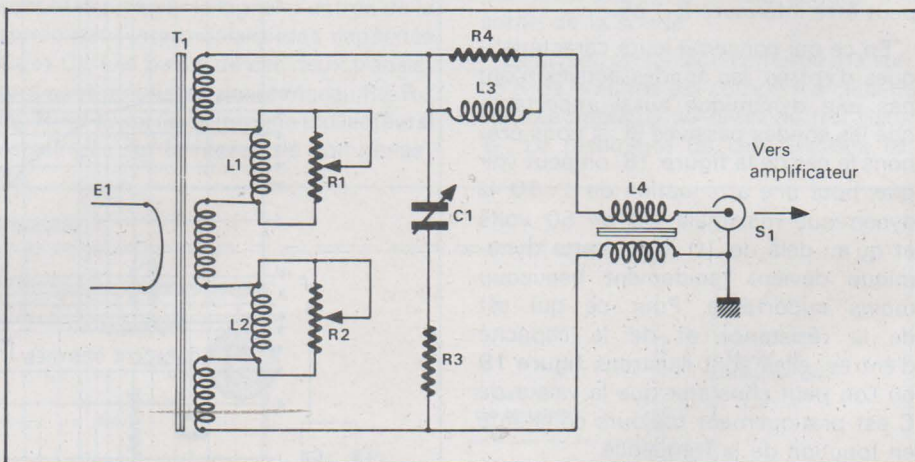 T1
R4
L3
L1
R1
E1
C1
L4
Vers
amplificateur
S1
L2
R2
R3